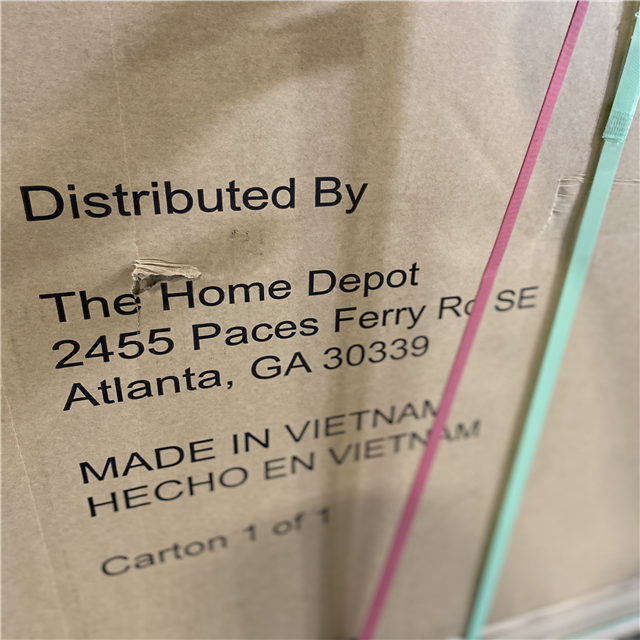 Distributed By
The Home Depot
2455 Paces Ferry Rd SE
Atlanta, GA 30339
MADE IN VIETNAM
HECHO EN VIETNAM
Carton 1 of 1